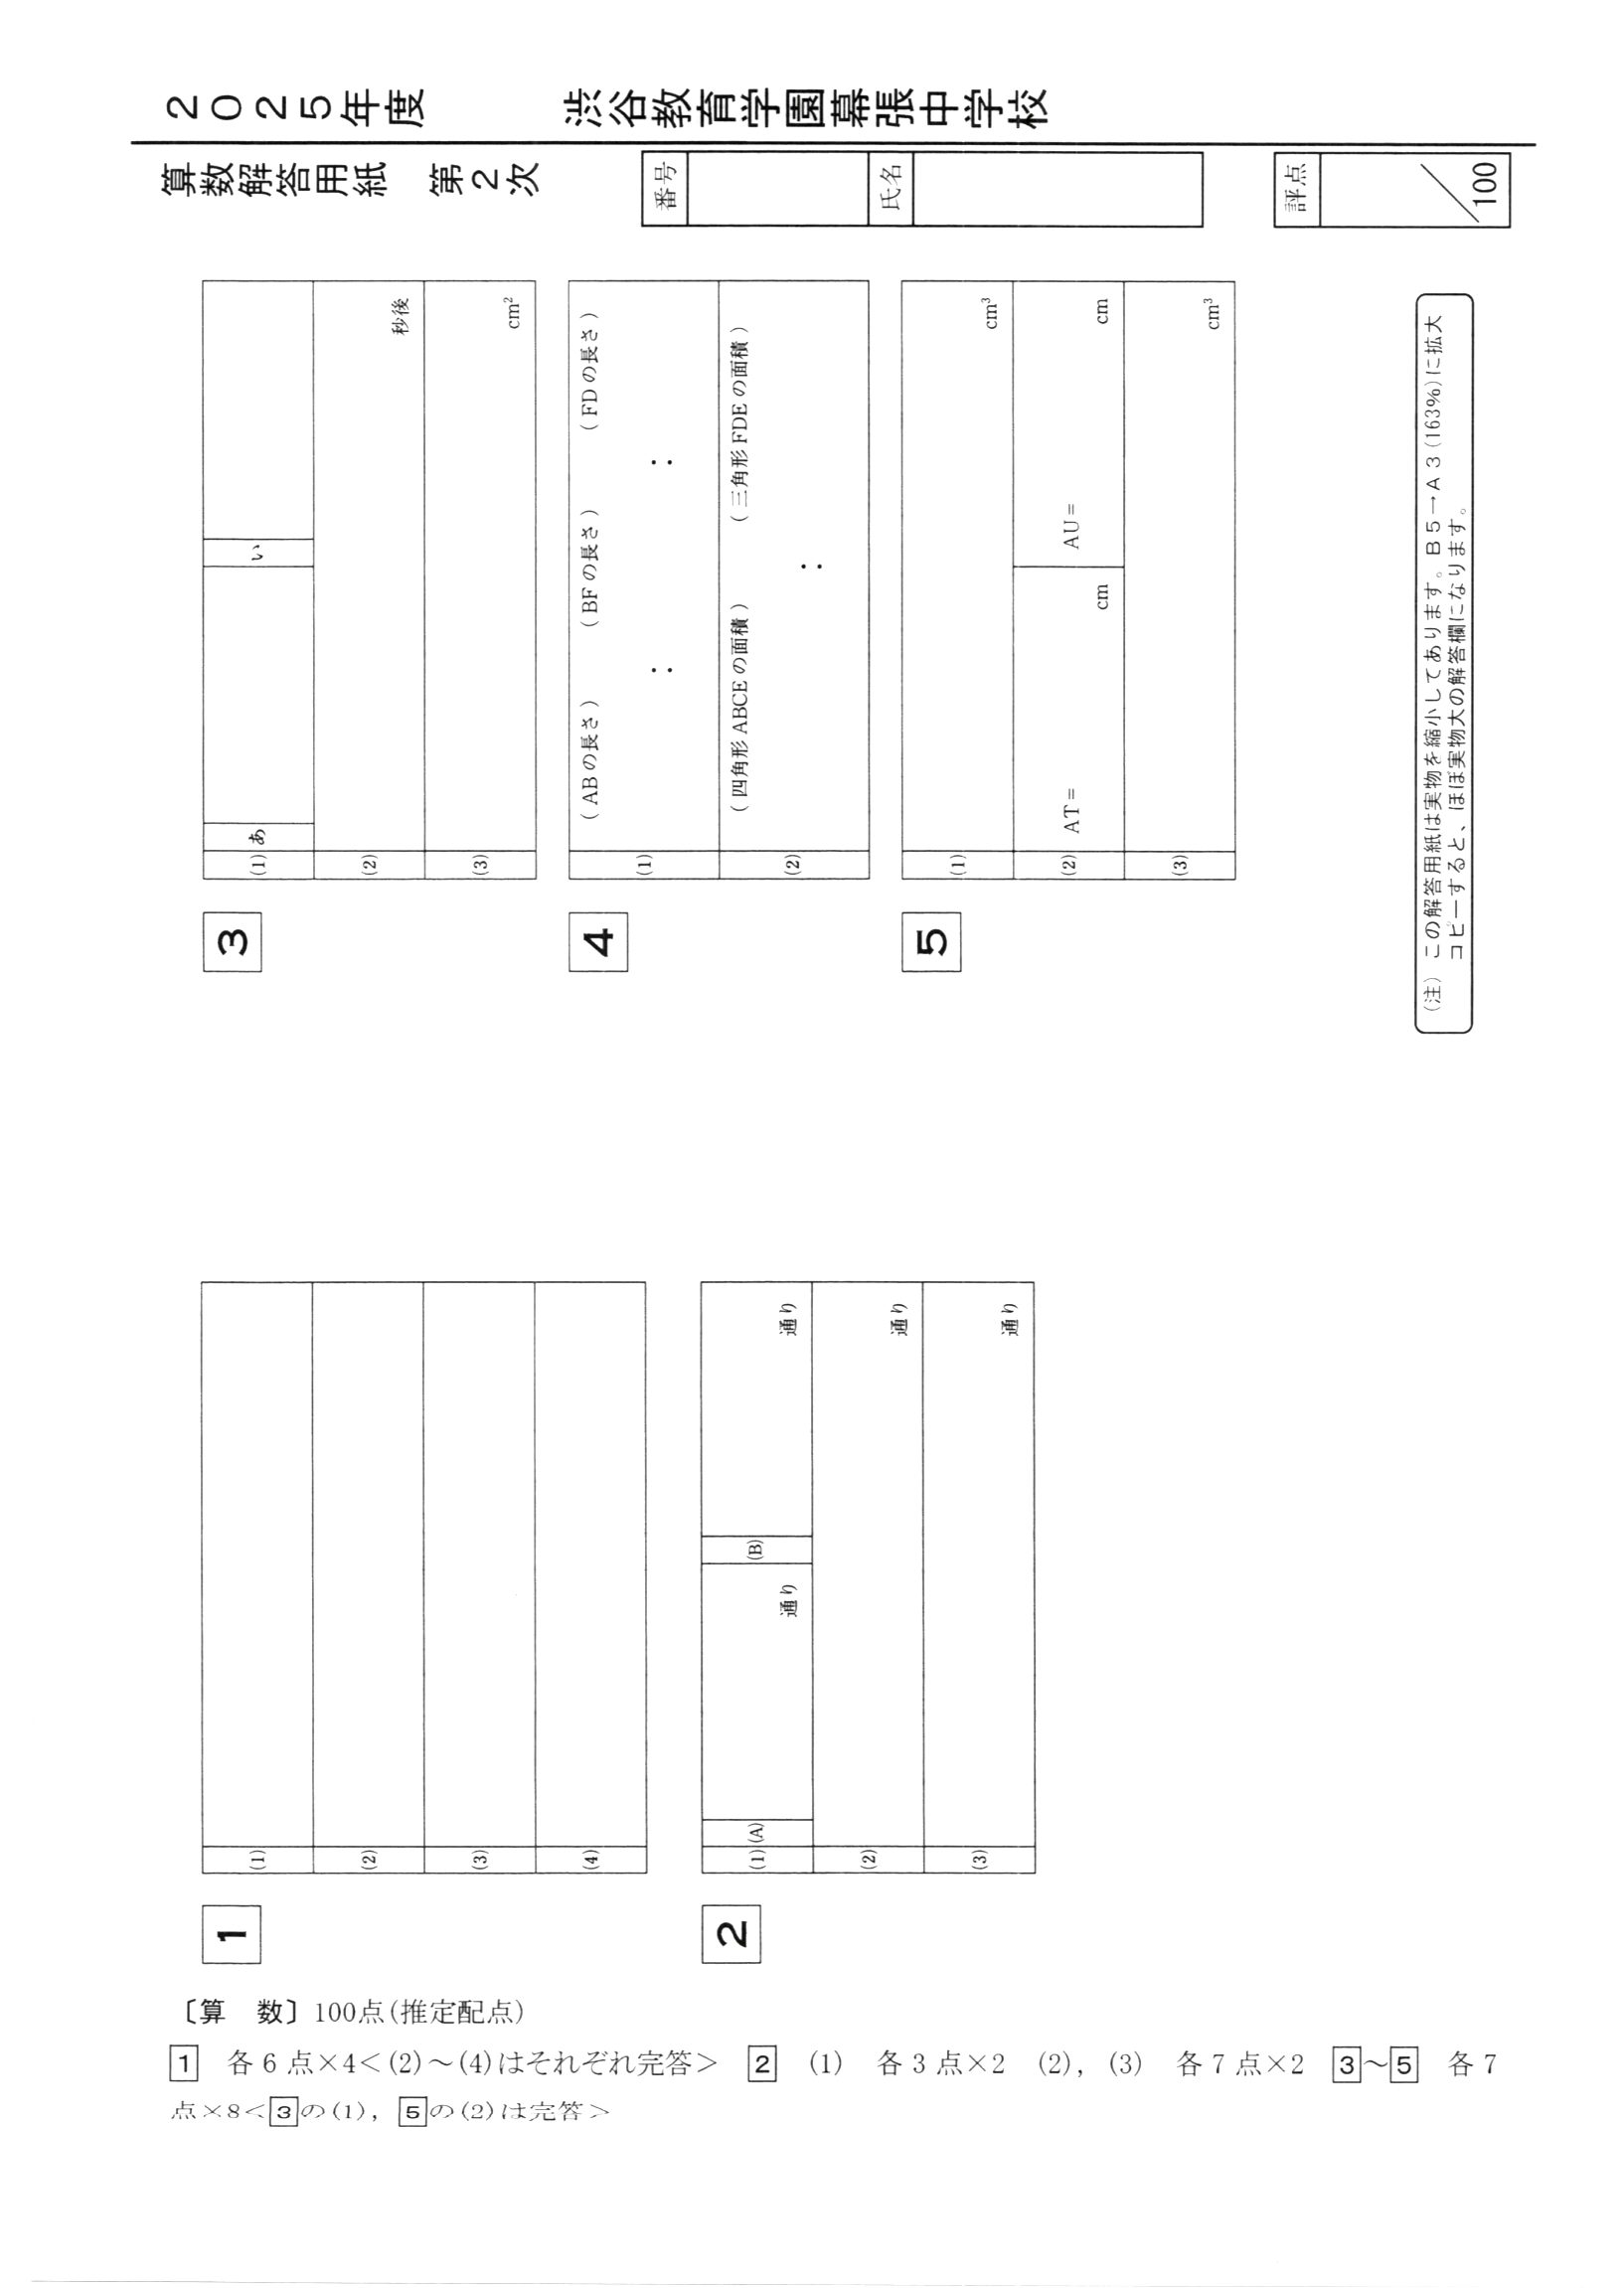 ２０２５年度　渋谷教育学園幕張中学校
算数解答用紙　第２次
番号
氏名
評点
／100
1
(1)
(2)
(3)
(4)
2
(1) (A) 通り (B) 通り
(2) 通り
(3) 通り
3
(1) あ い
(2) 秒後
(3) cm²
4
(1) (ABの長さ) (BFの長さ) (FDの長さ)
： ：
(2) (四角形ABCEの面積) (三角形FDEの面積)
：
5
(1) cm³
(2) AT＝ cm AU＝ cm
(3) cm³
(注) この解答用紙は実物を縮小してあります。Ｂ５→Ａ３(163％)に拡大
コピーすると、ほぼ実物大の解答欄になります。
〔算　数〕100点(推定配点)
1　各6点×4＜(2)～(4)はそれぞれ完答＞　2　(1)　各3点×2　(2)，(3)　各7点×2　3～5　各7
点×8＜3の(1)，5の(2)は完答＞